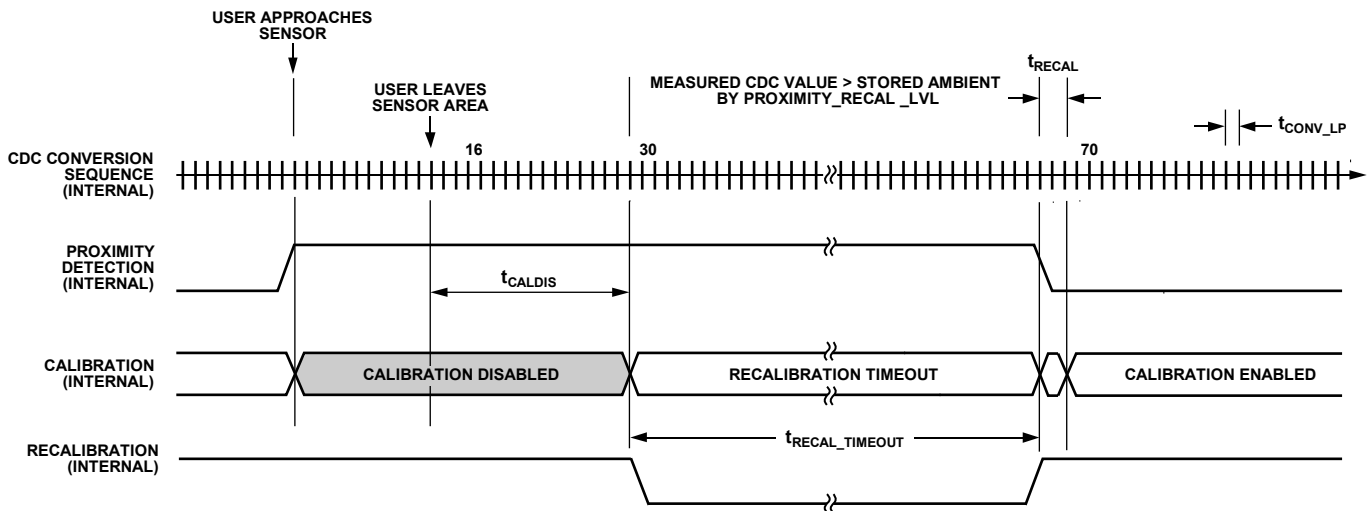 USER APPROACHES
SENSOR
USER LEAVES
SENSOR AREA
MEASURED CDC VALUE > STORED AMBIENT
BY PROXIMITY_RECAL _LVL
tRECAL
tCONV_LP
16
30
70
CDC CONVERSION
SEQUENCE
(INTERNAL)
PROXIMITY
DETECTION
(INTERNAL)
tCALDIS
CALIBRATION
(INTERNAL)
CALIBRATION DISABLED
RECALIBRATION TIMEOUT
CALIBRATION ENABLED
tRECAL_TIMEOUT
RECALIBRATION
(INTERNAL)